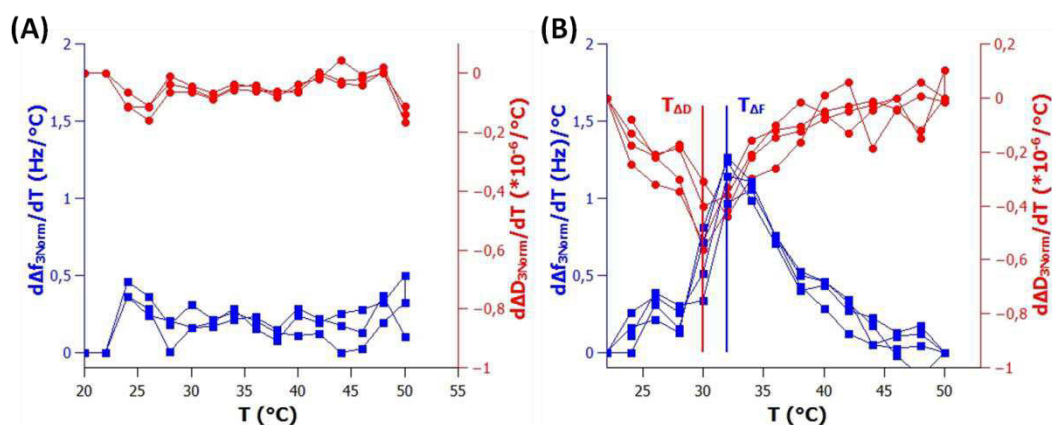 (A)
dΔf3Norm/dT (Hz/°C)
2
1,5
1
0,5
0
20 25 30 35 40 45 50 55
T (°C)
0
−0,2
−0,4
−0,6
−0,8
−1
dΔD3Norm/dT (*10-6/°C)
(B)
dΔf3Norm/dT (Hz)/°C)
2
1,5
1
0,5
0
TΔD TΔF
25 30 35 40 45 50
T (°C)
0,2
0
−0,2
−0,4
−0,6
−0,8
−1
dΔD3Norm/dT (*10-6/°C)